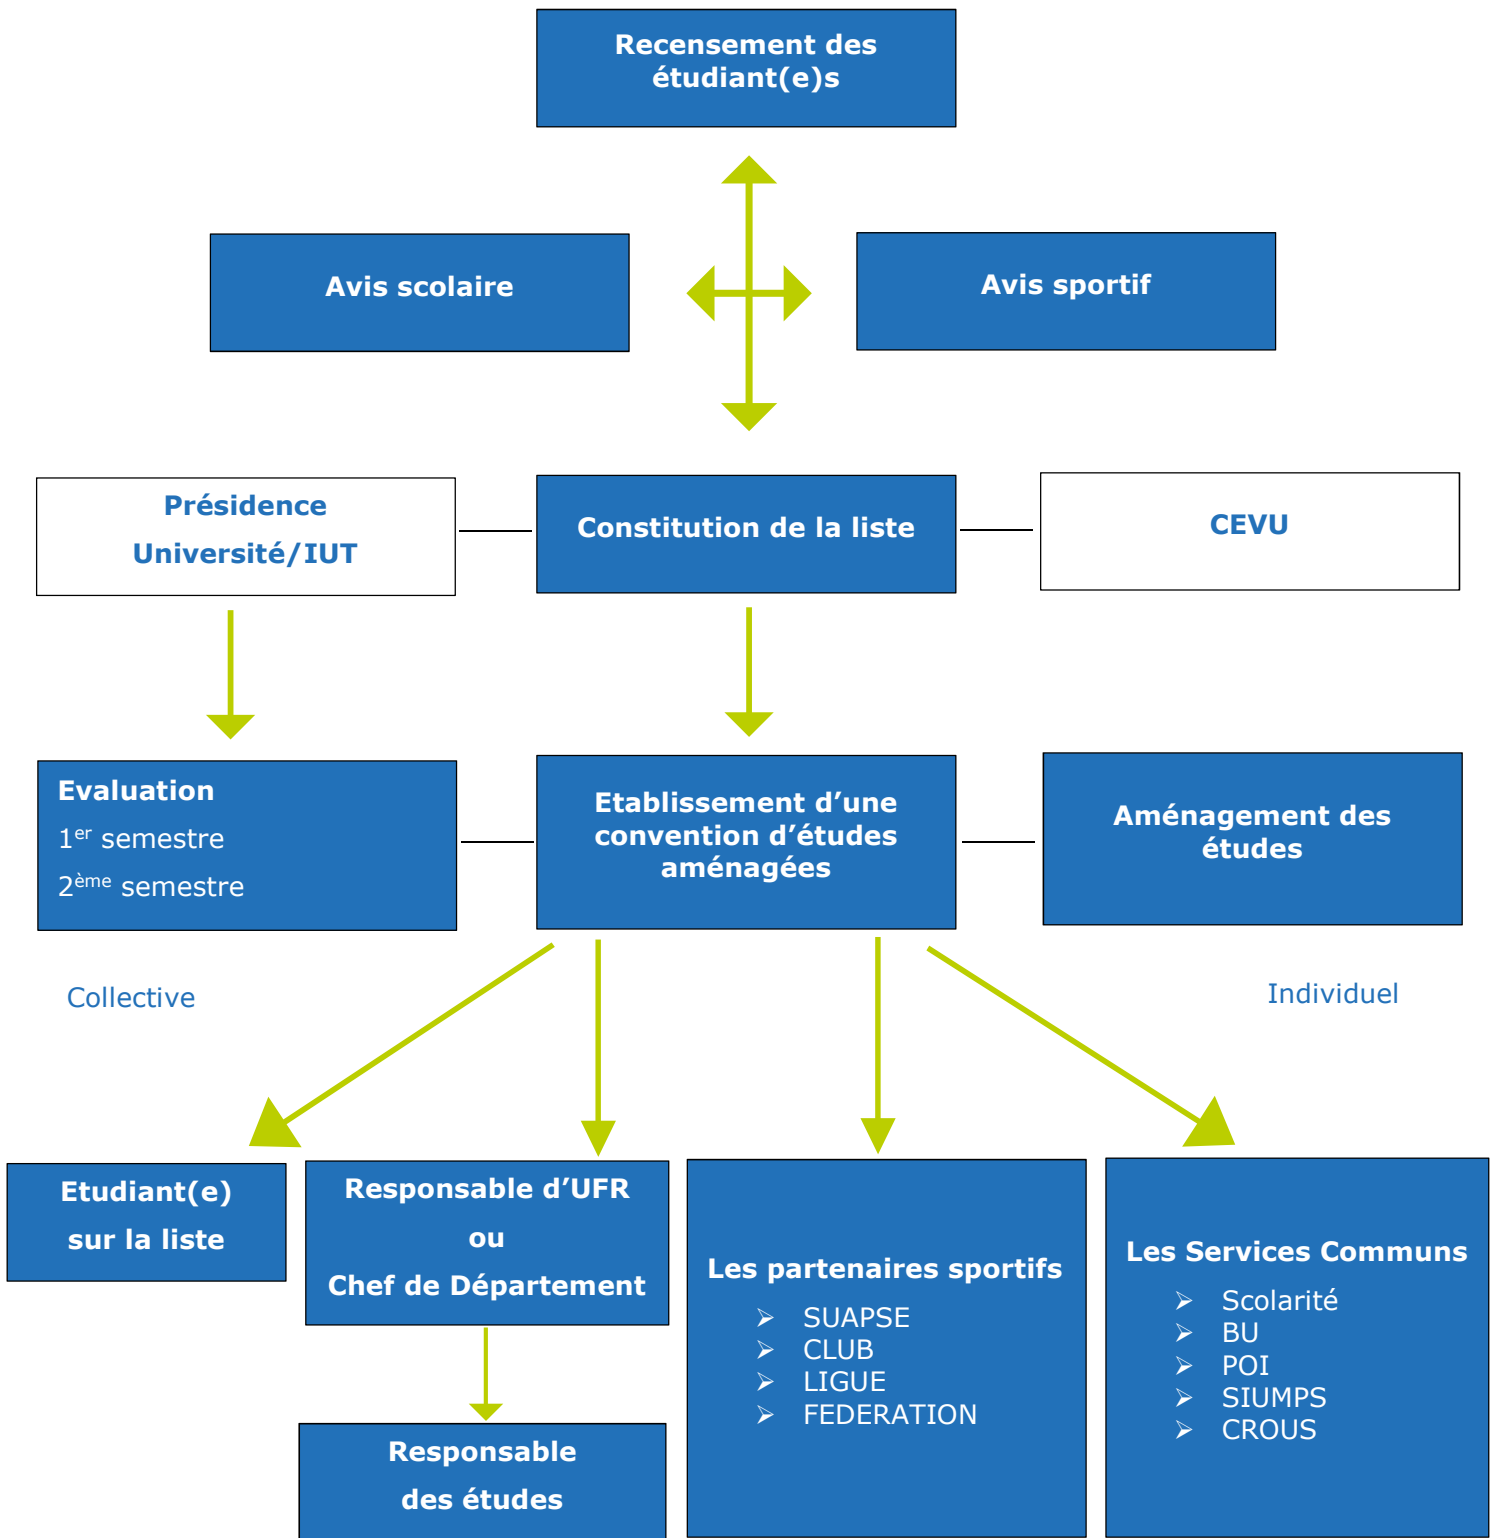 Recensement des
étudiant(e)s
Avis scolaire
Avis sportif
Présidence
Université/IUT
Constitution de la liste
CEVU
Evaluation
1er semestre
2ème semestre
Etablissement d’une
convention d’études
aménagées
Aménagement des
études
Collective
Individuel
Etudiant(e)
sur la liste
Responsable d’UFR
ou
Chef de Département
Les partenaires sportifs
➢ SUAPSE
➢ CLUB
➢ LIGUE
➢ FEDERATION
Les Services Communs
➢ Scolarité
➢ BU
➢ POI
➢ SIUMPS
➢ CROUS
Responsable
des études